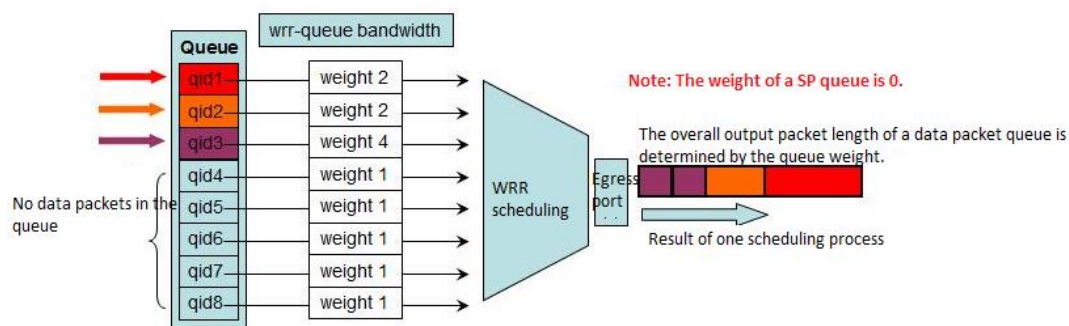 wrr-queue bandwidth
Queue
qid1
weight 2
qid2
weight 2
qid3
weight 4
qid4
weight 1
qid5
weight 1
qid6
weight 1
qid7
weight 1
qid8
weight 1
No data packets in the
queue
WRR
scheduling
Egress
port
Note: The weight of a SP queue is 0.
The overall output packet length of a data packet queue is
determined by the queue weight.
Result of one scheduling process